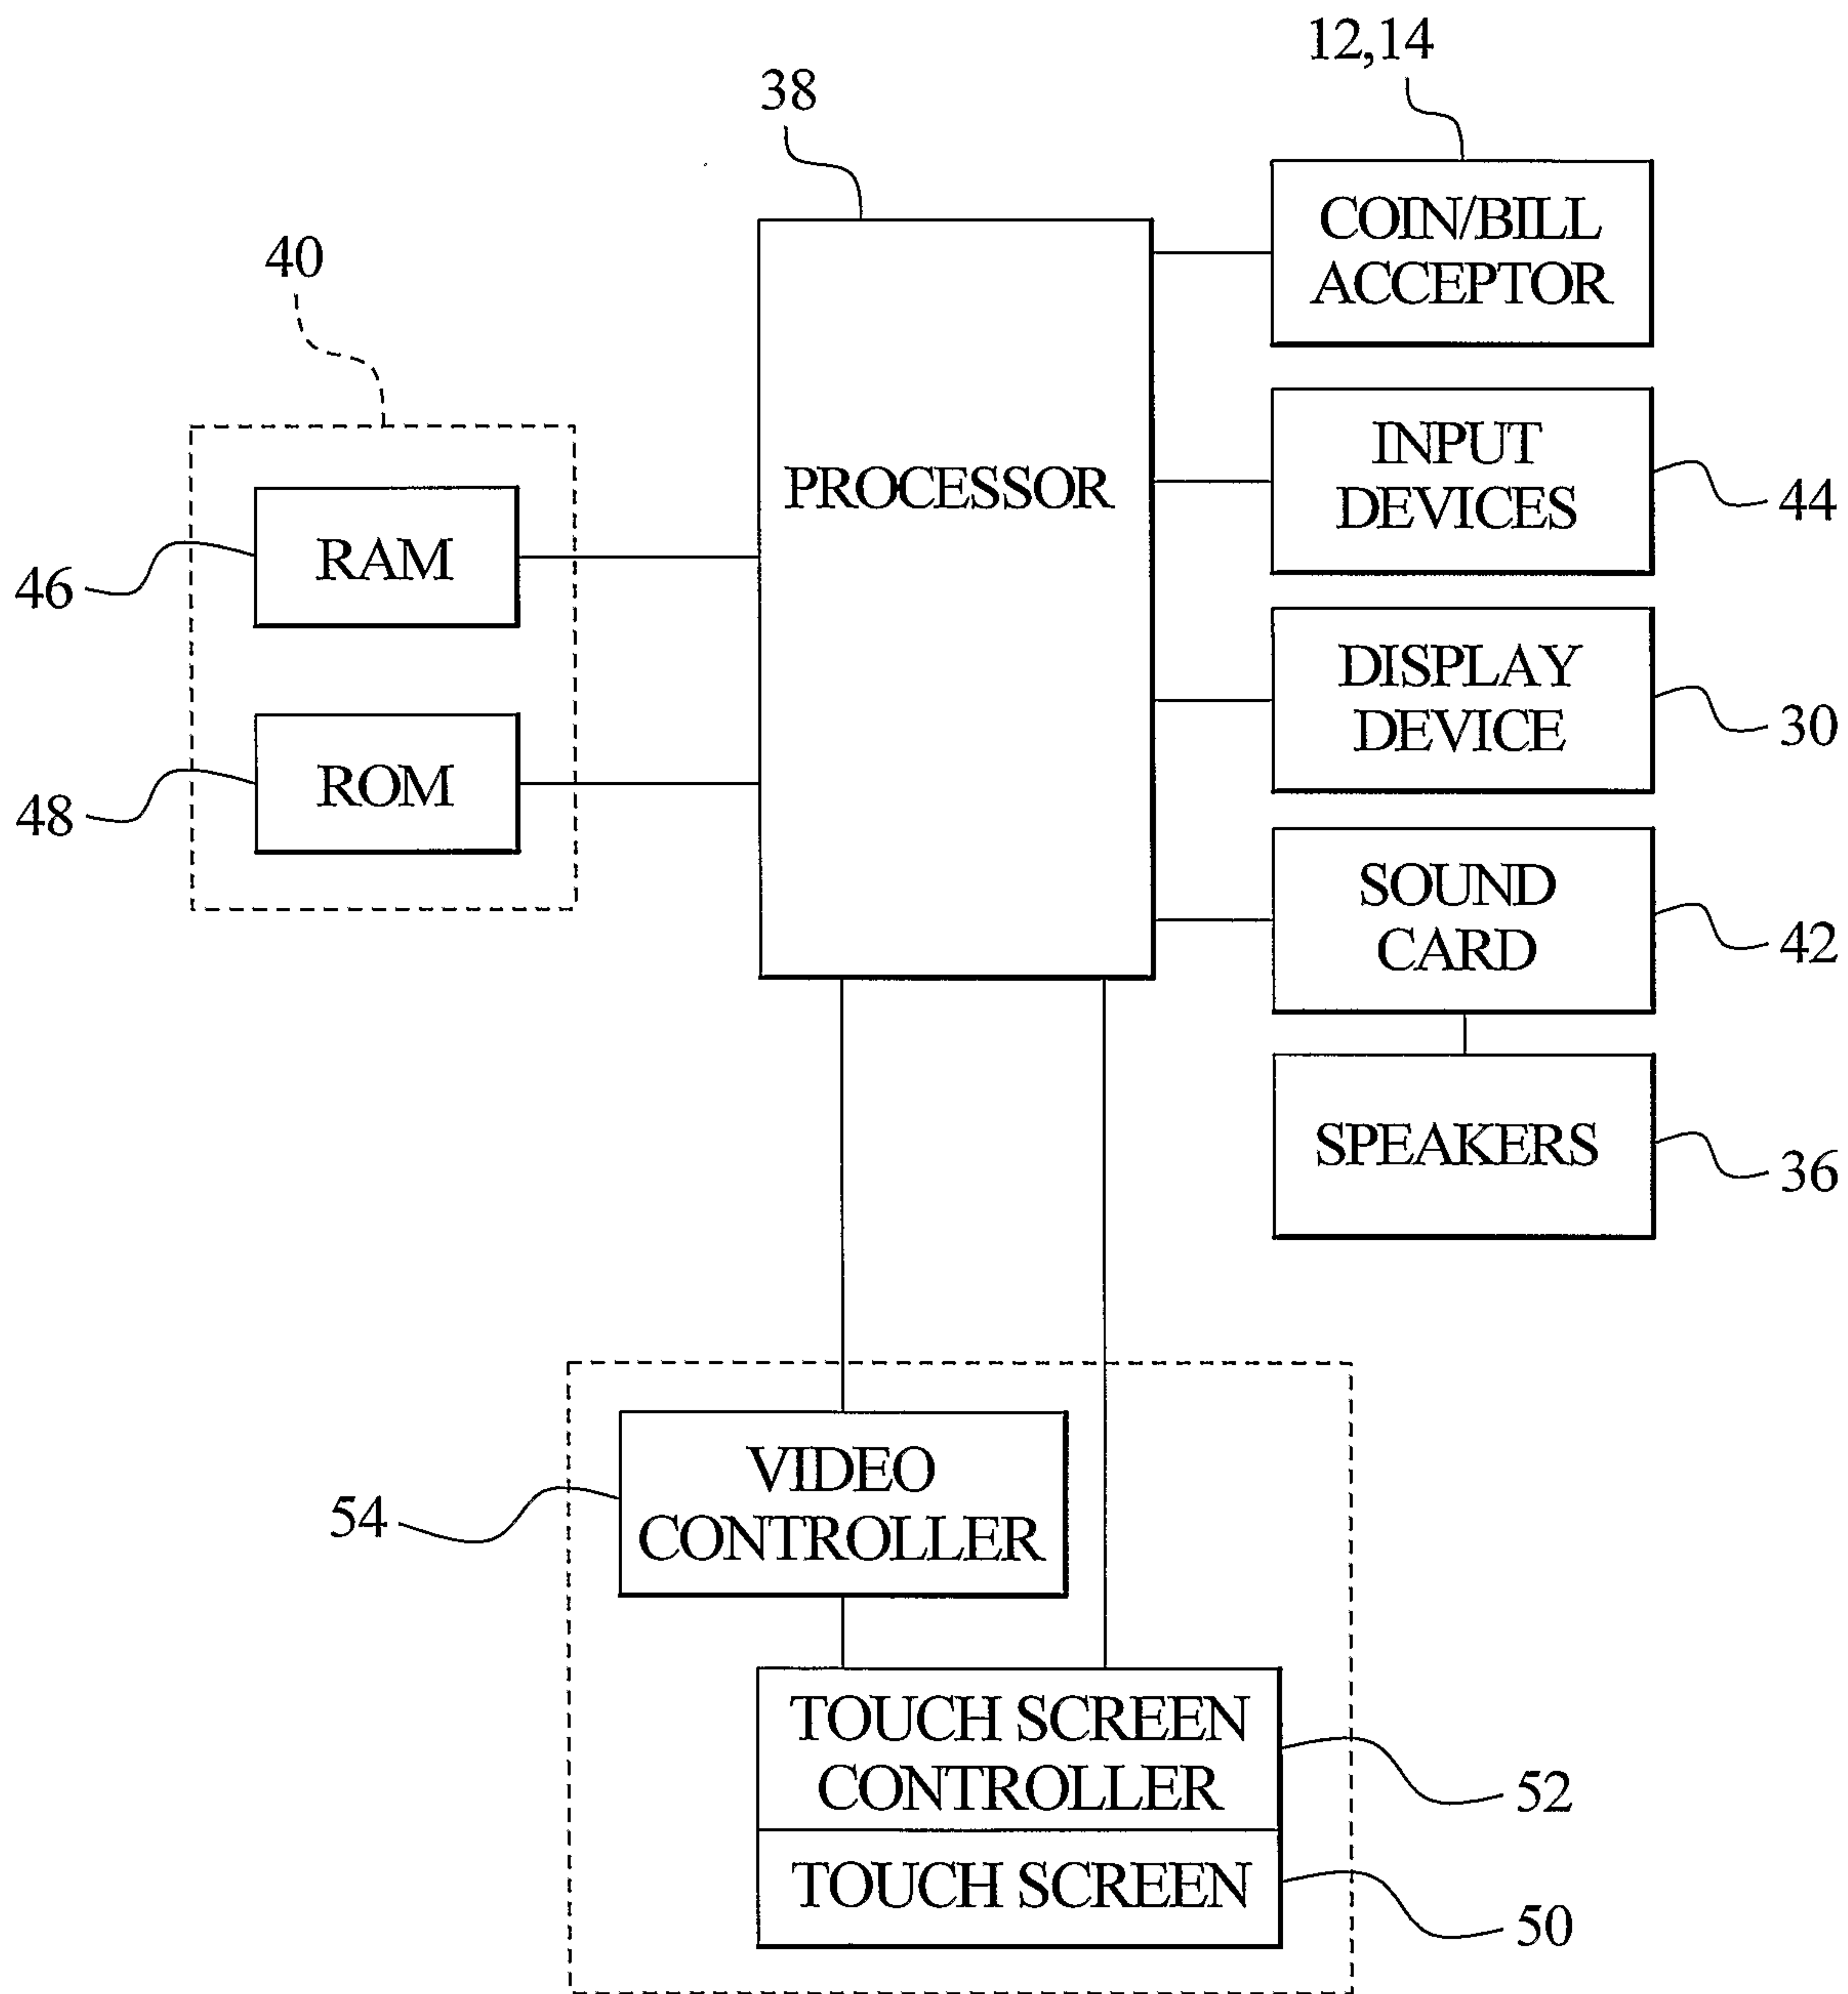 12,14
38
COIN/BILL
ACCEPTOR
40
PROCESSOR
INPUT
DEVICES
44
RAM
46
DISPLAY
DEVICE
30
ROM
48
SOUND
CARD
42
SPEAKERS
36
VIDEO
CONTROLLER
54
TOUCH SCREEN
CONTROLLER
52
TOUCH SCREEN
50